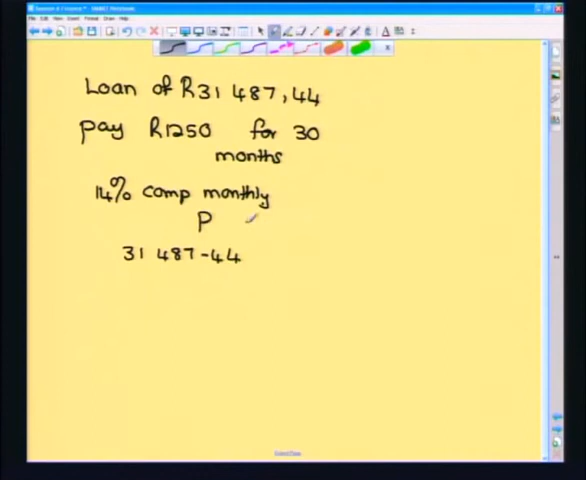 Loan of R31 487,44
pay R1250 for 30
months
14% comp monthly
P
31 487-44